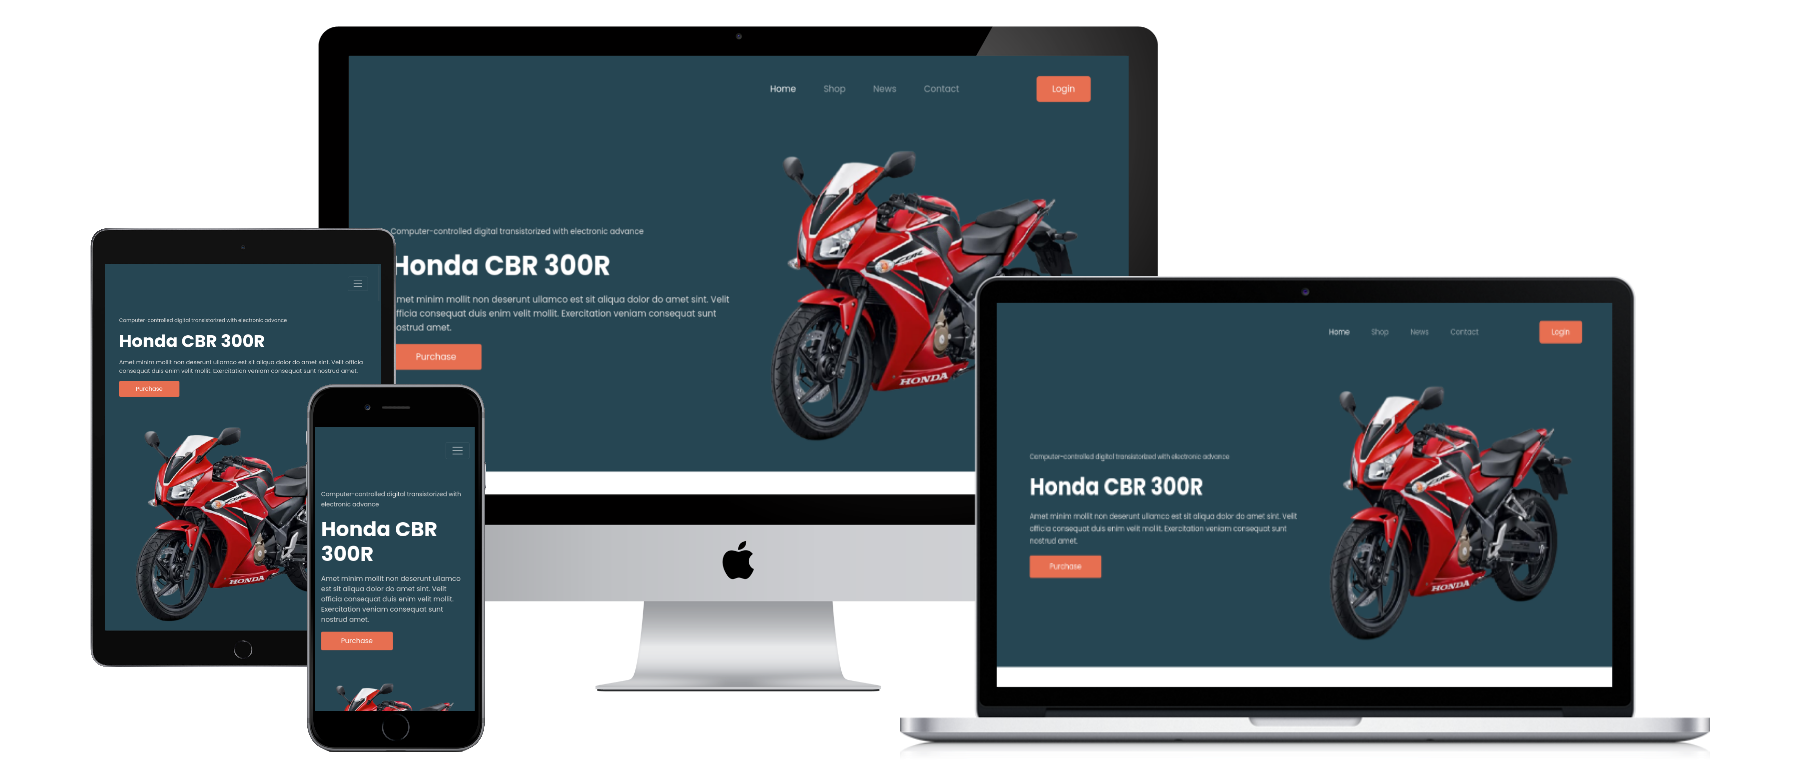 Home Shop News Contact Login
Computer-controlled digital transistorized with electronic advance
Honda CBR 300R
met minim mollit non deserunt ullamco est sit aliqua dolor do amet sint. Velit
fficia consequat duis enim velit mollit. Exercitation veniam consequat sunt
ostrud amet.
Purchase
HONDA
Computer-controlled digital transistorized with electronic advance
Honda CBR 300R
Amet minim mollit non deserunt ullamco est sit aliqua dolor do amet sint. Velit officia
consequat duis enim velit mollit. Exercitation veniam consequat sunt nostrud amet.
Purchase
HONDA
Computer-controlled digital transistorized with
electronic advance
Honda CBR
300R
Amet minim mollit non deserunt ullamco
est sit aliqua dolor do amet sint. Velit
officia consequat duis enim velit mollit.
Exercitation veniam consequat sunt
nostrud amet.
Purchase
Home Shop News Contact Login
Computer-controlled digital transistorized with electronic advance
Honda CBR 300R
Amet minim mollit non deserunt ullamco est sit aliqua dolor do amet sint. Velit
officia consequat duis enim velit mollit. Exercitation veniam consequat sunt
nostrud amet.
Purchase
HONDA